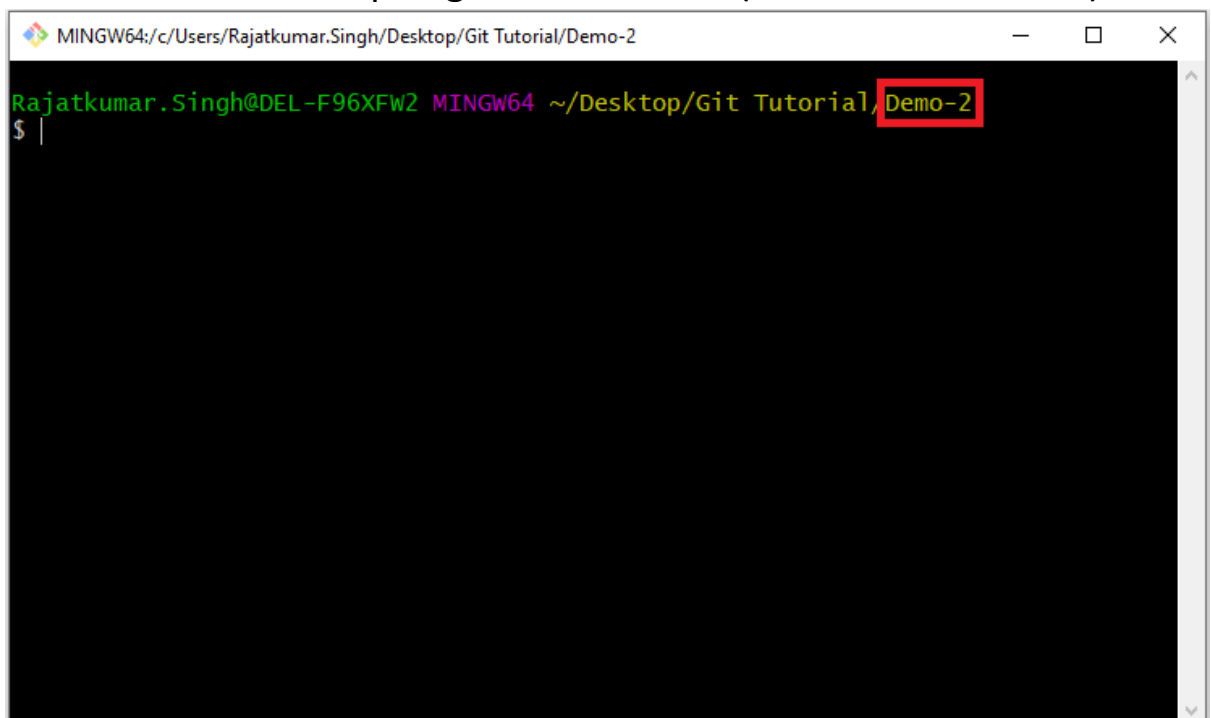 MINGW64:/c/Users/Rajatkumar.Singh/Desktop/Git Tutorial/Demo-2
Rajatkumar.Singh@DEL-F96XFW2 MINGW64 ~/Desktop/Git Tutorial/Demo-2
$